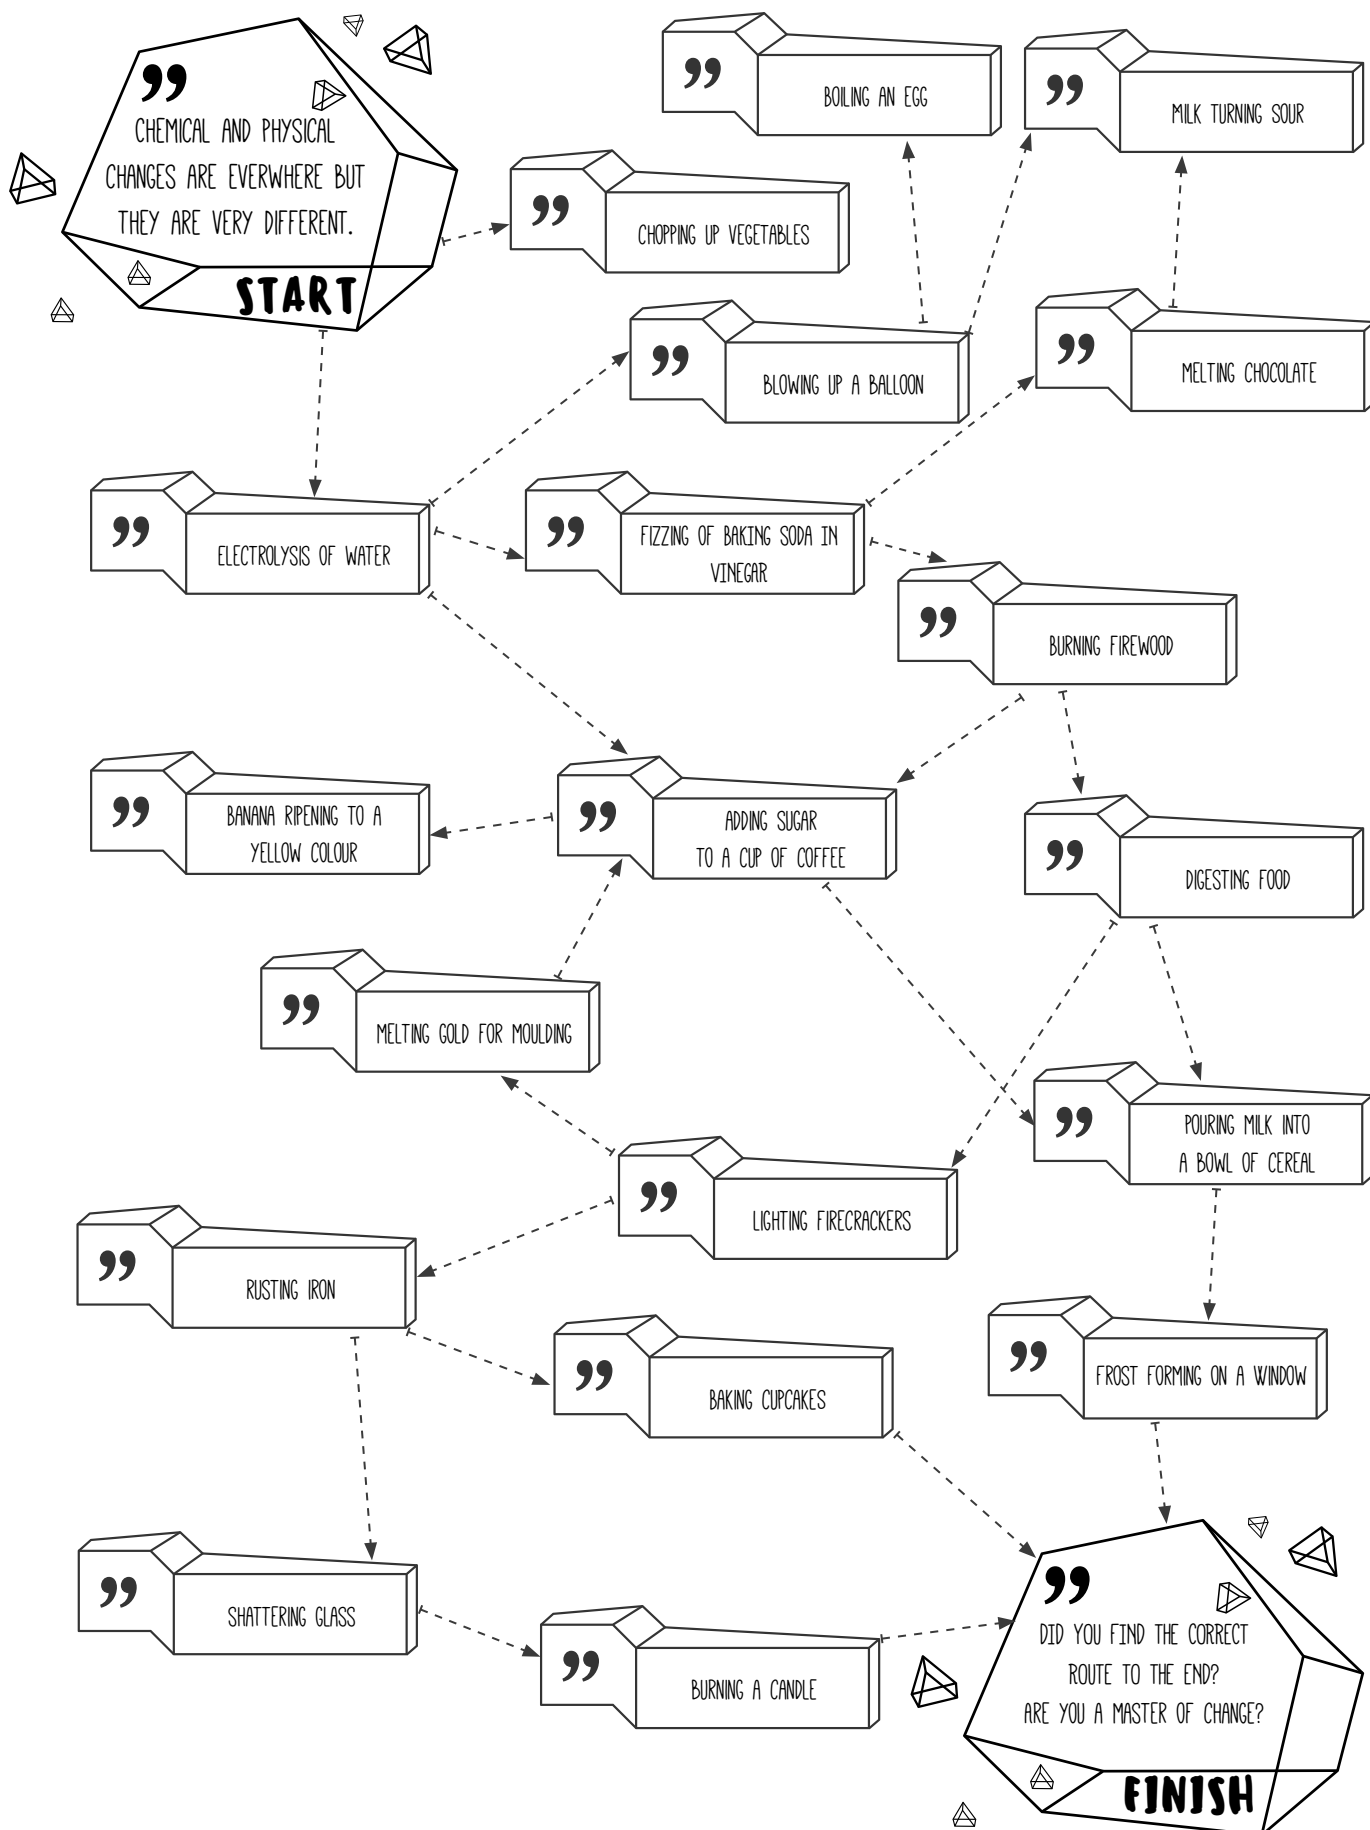 ”
CHEMICAL AND PHYSICAL
CHANGES ARE EVERWHERE BUT
THEY ARE VERY DIFFERENT.
START
”
BOILING AN EGG
”
MILK TURNING SOUR
”
CHOPPING UP VEGETABLES
”
BLOWING UP A BALLOON
”
MELTING CHOCOLATE
”
ELECTROLYSIS OF WATER
”
FIZZING OF BAKING SODA IN
VINEGAR
”
BURNING FIREWOOD
”
BANANA RIPENING TO A
YELLOW COLOUR
”
ADDING SUGAR
TO A CUP OF COFFEE
”
DIGESTING FOOD
”
MELTING GOLD FOR MOULDING
”
POURING MILK INTO
A BOWL OF CEREAL
”
LIGHTING FIRECRACKERS
”
RUSTING IRON
”
BAKING CUPCAKES
”
FROST FORMING ON A WINDOW
”
SHATTERING GLASS
”
BURNING A CANDLE
”
DID YOU FIND THE CORRECT
ROUTE TO THE END?
ARE YOU A MASTER OF CHANGE?
FINISH